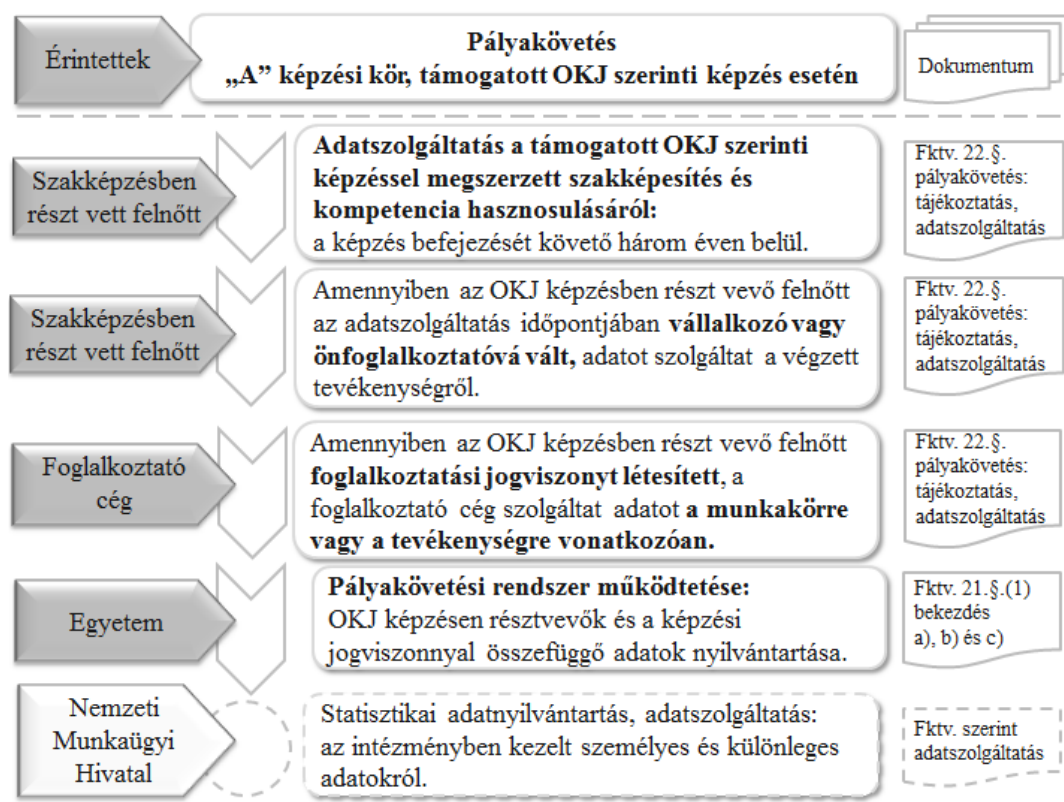 Érintettek
Pályakövetés
„A” képzési kör, támogatott OKJ szerinti képzés esetén
Dokumentum
Szakképzésben
részt vett felnőtt
Adatszolgáltatás a támogatott OKJ szerinti
képzéssel megszerzett szakképesítés és
kompetencia hasznosulásáról:
a képzés befejezését követő három éven belül.
Fktv. 22.§.
pályakövetés:
tájékoztatás,
adatszolgáltatás
Szakképzésben
részt vett felnőtt
Amennyiben az OKJ képzésben részt vevő felnőtt
az adatszolgáltatás időpontjában vállalkozó vagy
önfoglalkoztatóvá vált, adatot szolgáltat a végzett
tevékenységről.
Fktv. 22.§.
pályakövetés:
tájékoztatás,
adatszolgáltatás
Foglalkoztató
cég
Amennyiben az OKJ képzésben részt vevő felnőtt
foglalkoztatási jogviszonyt létesített, a
foglalkoztató cég szolgáltat adatot a munkakörre
vagy a tevékenységre vonatkozóan.
Fktv. 22.§.
pályakövetés:
tájékoztatás,
adatszolgáltatás
Egyetem
Pályakövetési rendszer működtetése:
OKJ képzésen résztvevők és a képzési
jogviszonnyal összefüggő adatok nyilvántartása.
Fktv. 21.§.(1)
bekezdés
a), b) és c)
Nemzeti
Munkaügyi
Hivatal
Statisztikai adatnyilvántartás, adatszolgáltatás:
az intézményben kezelt személyes és különleges
adatokról.
Fktv. szerint
adatszolgáltatás